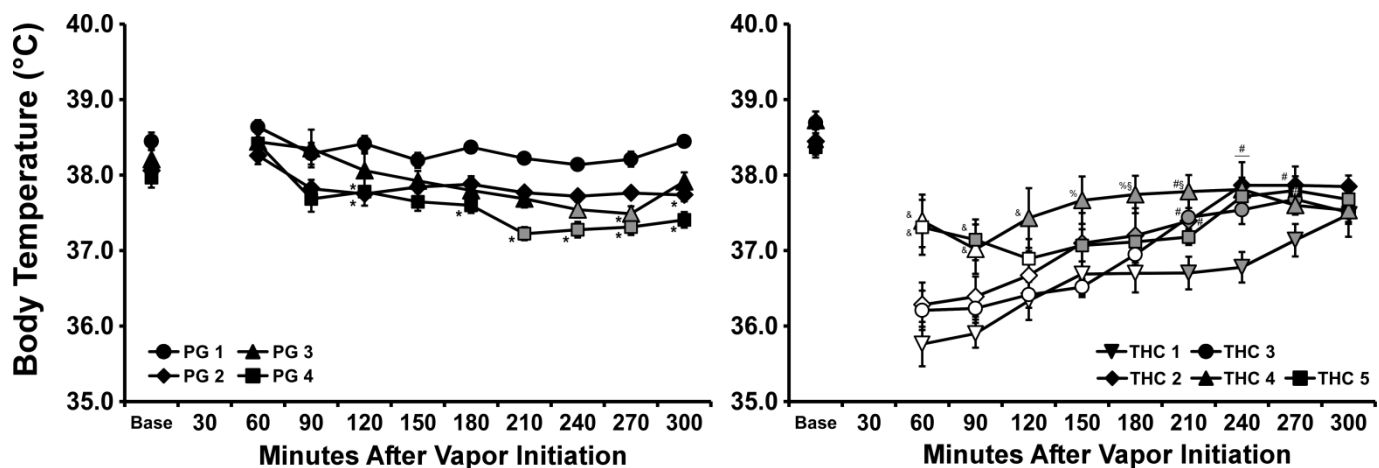 Body Temperature (°C)
40.0
39.0
38.0
37.0
36.0
35.0
* * * * * * * * *
PG 1 PG 3
PG 2 PG 4
Base 30 60 90 120 150 180 210 240 270 300
Minutes After Vapor Initiation
40.0
39.0
38.0
37.0
36.0
35.0
#
% %§ #§ #
& & &
# #
& &
THC 1 THC 3
THC 2 THC 4 THC 5
Base 30 60 90 120 150 180 210 240 270 300
Minutes After Vapor Initiation